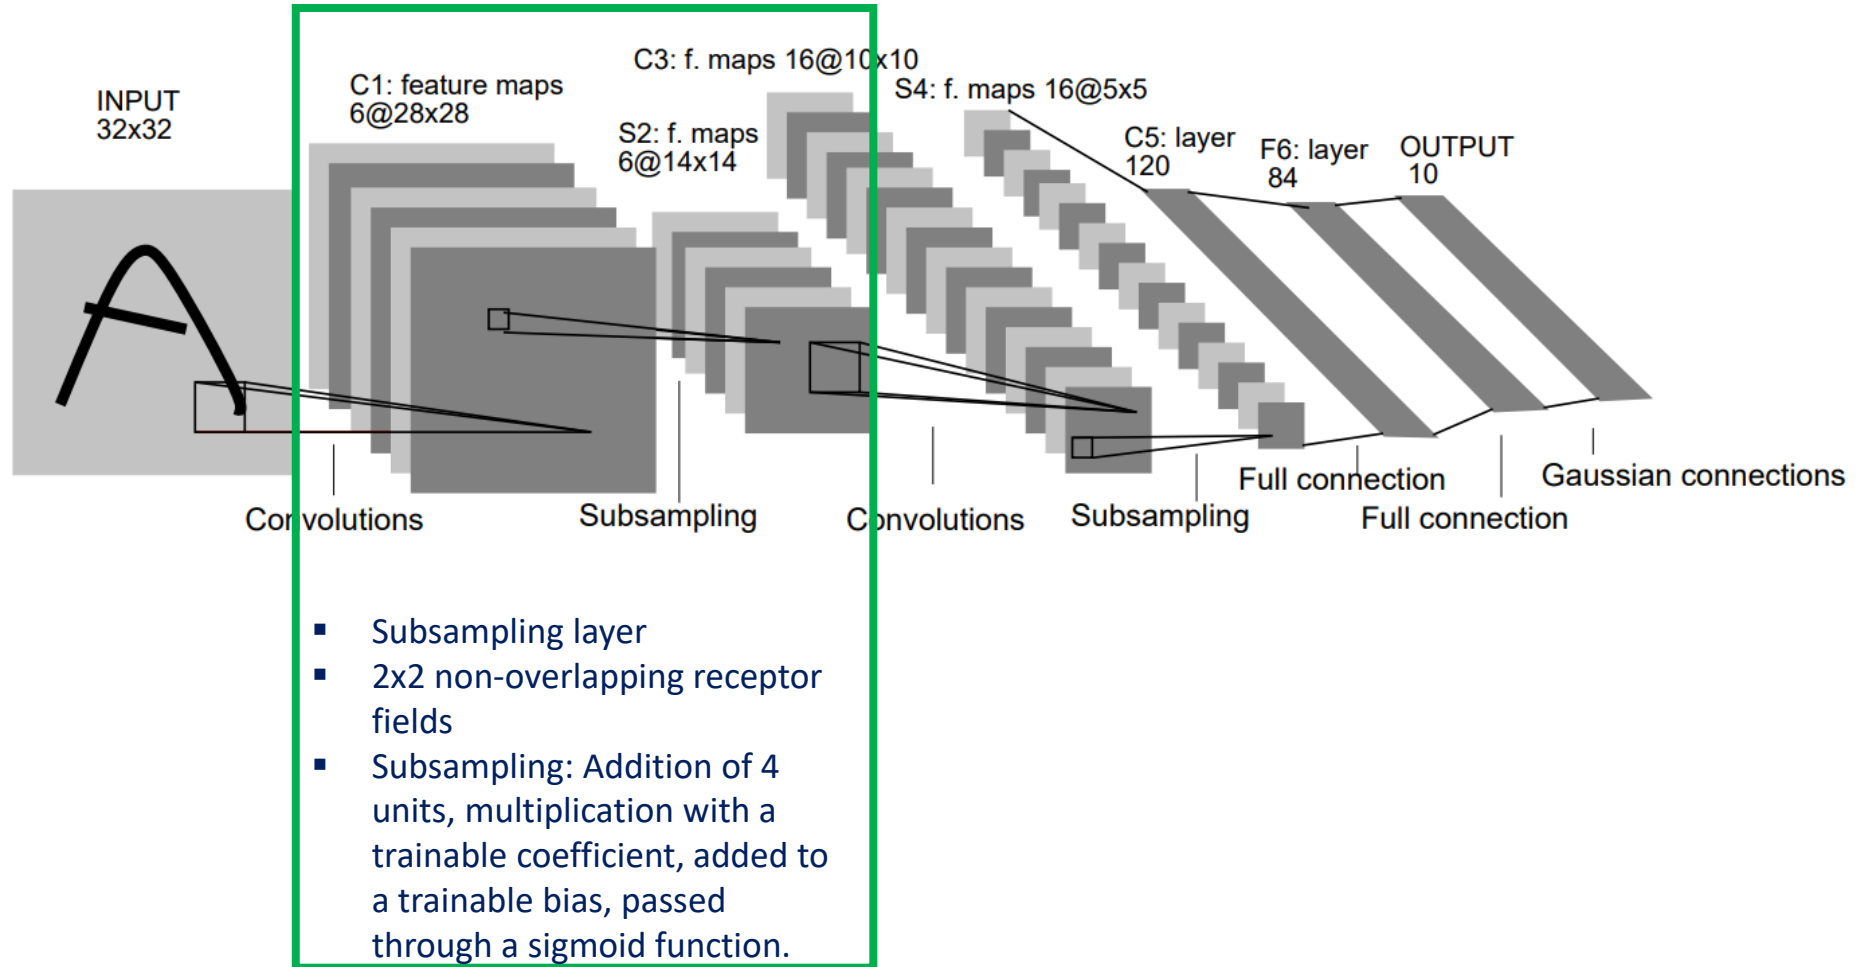 INPUT
32x32
C1: feature maps
6@28x28
S2: f. maps
6@14x14
C3: f. maps 16@10x10
S4: f. maps 16@5x5
C5: layer
120
F6: layer
84
OUTPUT
10
Convolutions
Subsampling
Convolutions
Subsampling
Full connection
Full connection
Gaussian connections
▪ Subsampling layer
▪ 2x2 non-overlapping receptor
fields
▪ Subsampling: Addition of 4
units, multiplication with a
trainable coefficient, added to
a trainable bias, passed
through a sigmoid function.